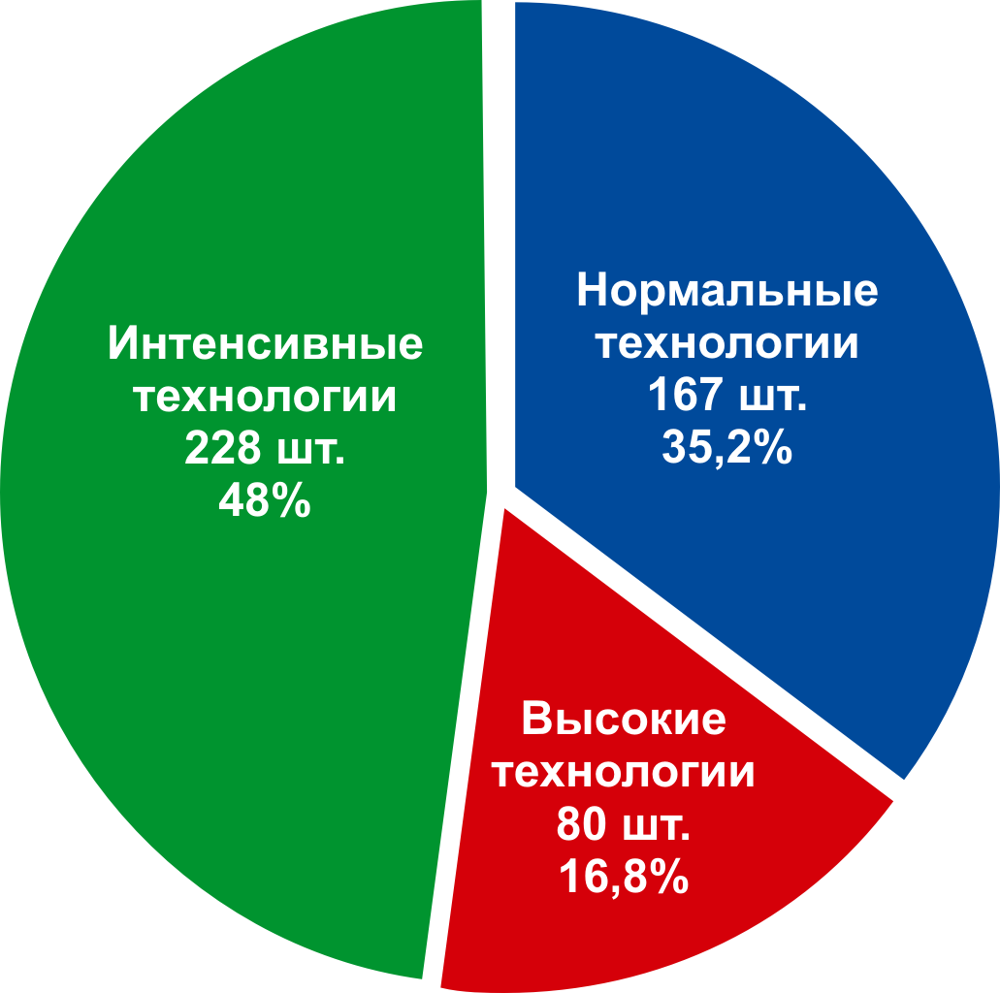 Нормальные
технологии
167 шт.
35,2%
Интенсивные
технологии
228 шт.
48%
Высокие
технологии
80 шт.
16,8%